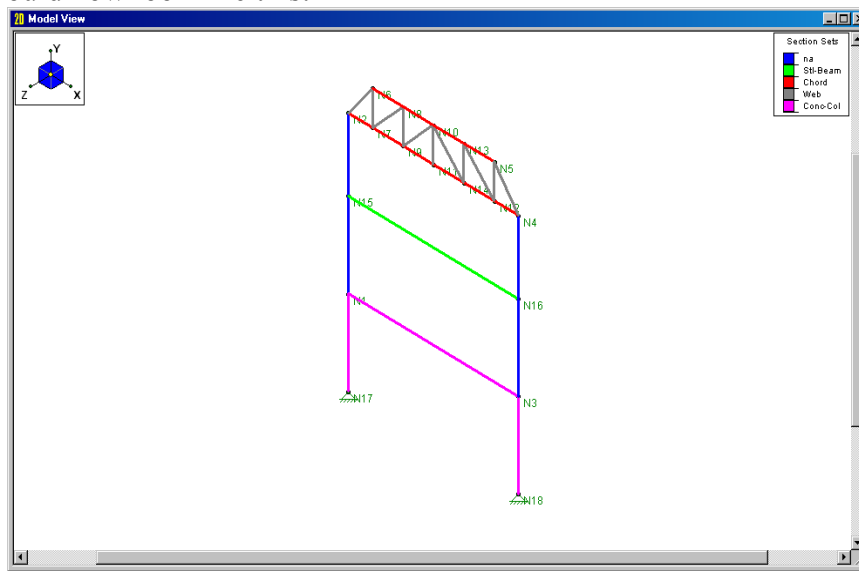 2D Model View
Y
Z
X
Section Sets
na
Stl-Beam
Chord
Web
Conc-Col
N6
N2
N8
N7
N10
N9
N13
N11
N5
N14
N12
N4
N15
N16
N1
N3
N17
N18